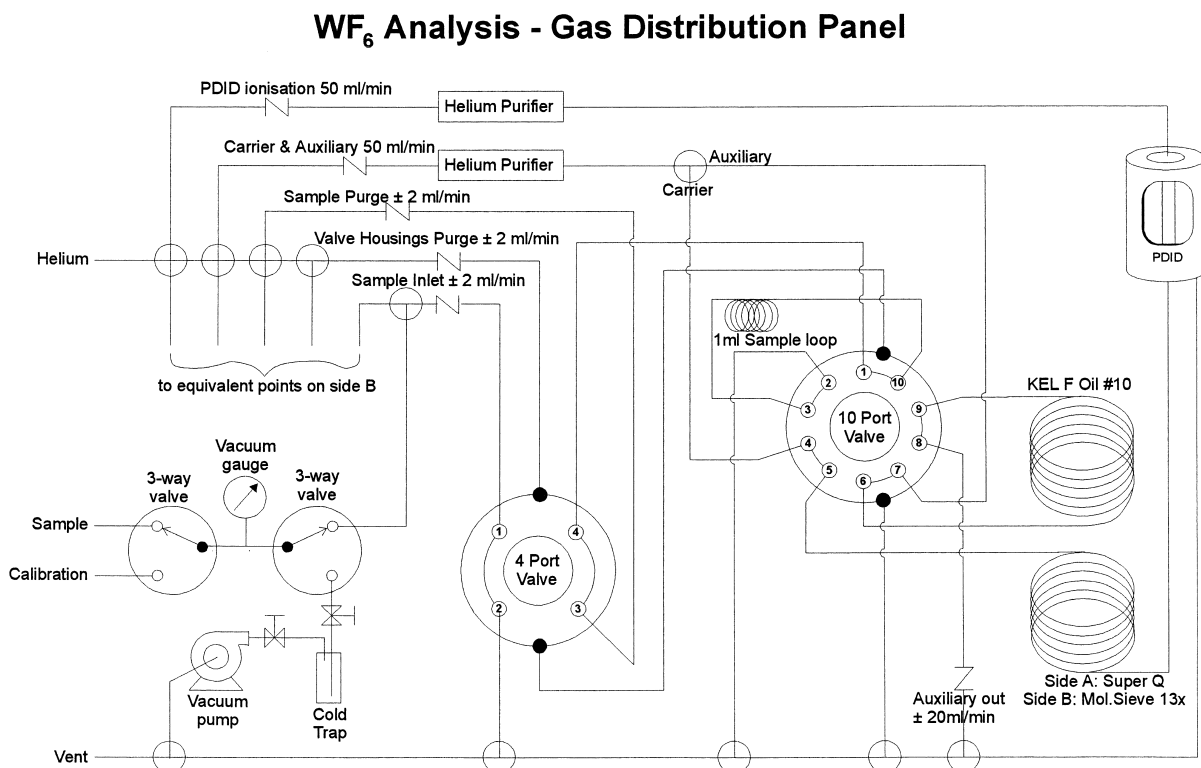 WF6 Analysis - Gas Distribution Panel
PDID ionisation 50 ml/min
Helium Purifier
Carrier & Auxiliary 50 ml/min
Helium Purifier
Auxiliary
Carrier
Sample Purge ± 2 ml/min
Valve Housings Purge ± 2 ml/min
Helium
PDID
Sample Inlet ± 2 ml/min
1ml Sample loop
to equivalent points on side B
KEL F Oil #10
1
2
10
3
9
10 Port
Valve
4
8
5
7
6
Vacuum
gauge
3-way
valve
3-way
valve
Sample
Calibration
1
4
4 Port
Valve
2
3
Vacuum
pump
Cold
Trap
Side A: Super Q
Side B: Mol.Sieve 13x
Auxiliary out
± 20ml/min
Vent